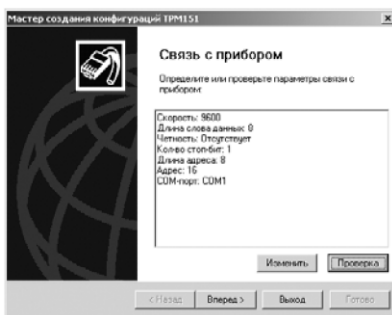 Мастер создания конфигураций ТРМ151
Связь с прибором
Определите или проверьте параметры связи с
прибором:
Скорость: 9600
Длина слова данных: 8
Четность: Отсутствует
Кол-во стоп-бит: 1
Длина адреса: 8
Адрес: 16
COM-порт: COM1
Изменить
Проверка
< Назад
Вперед >
Выход
Готово